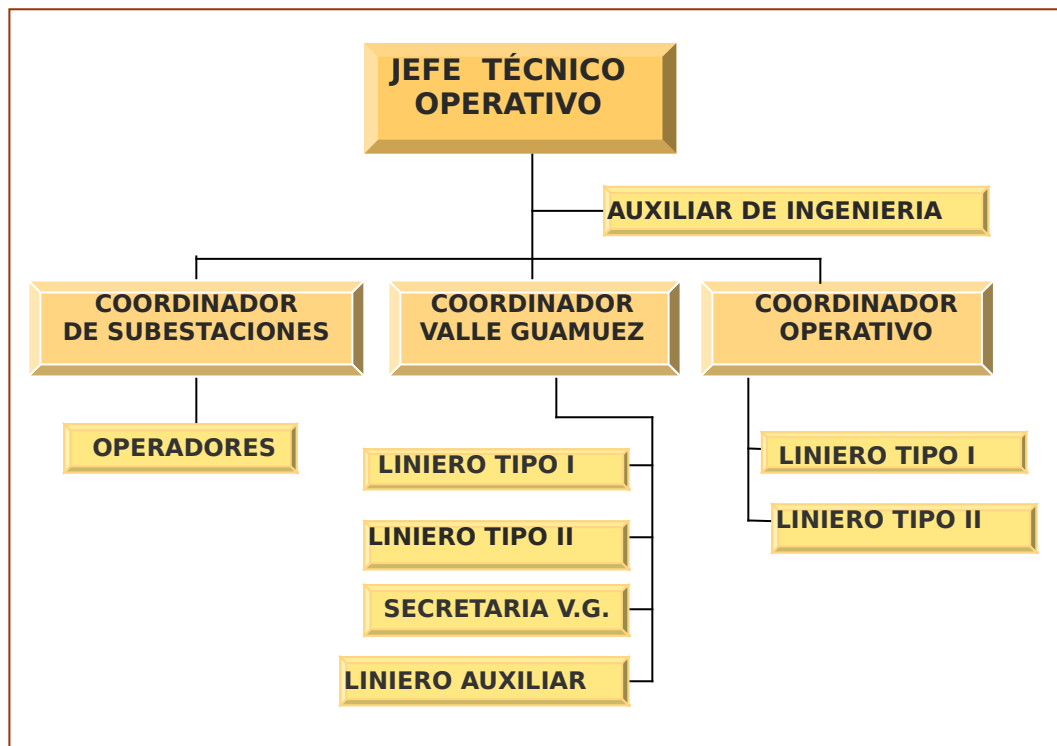 JEFE TÉCNICO
OPERATIVO
AUXILIAR DE INGENIERIA
COORDINADOR
DE SUBESTACIONES
COORDINADOR
VALLE GUAMUEZ
COORDINADOR
OPERATIVO
OPERADORES
LINIERO TIPO I
LINIERO TIPO II
SECRETARIA V.G.
LINIERO AUXILIAR
LINIERO TIPO I
LINIERO TIPO II